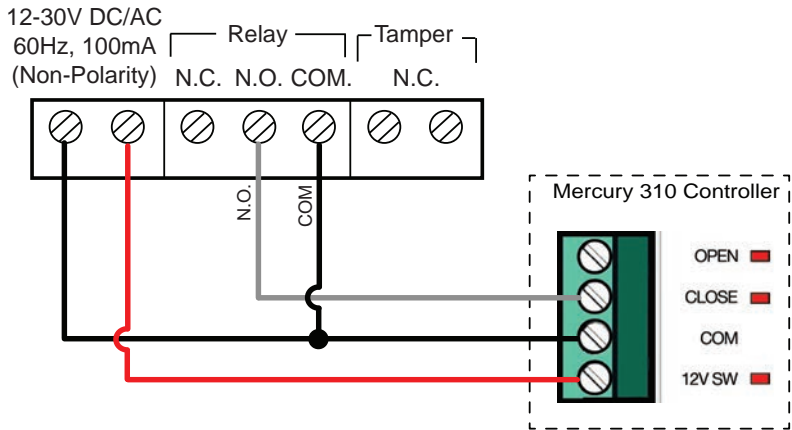 12-30V DC/AC
60Hz, 100mA
(Non-Polarity)
Relay
Tamper
N.C. N.O. COM.
N.C.
N.O.
COM
Mercury 310 Controller
OPEN
CLOSE
COM
12V SW